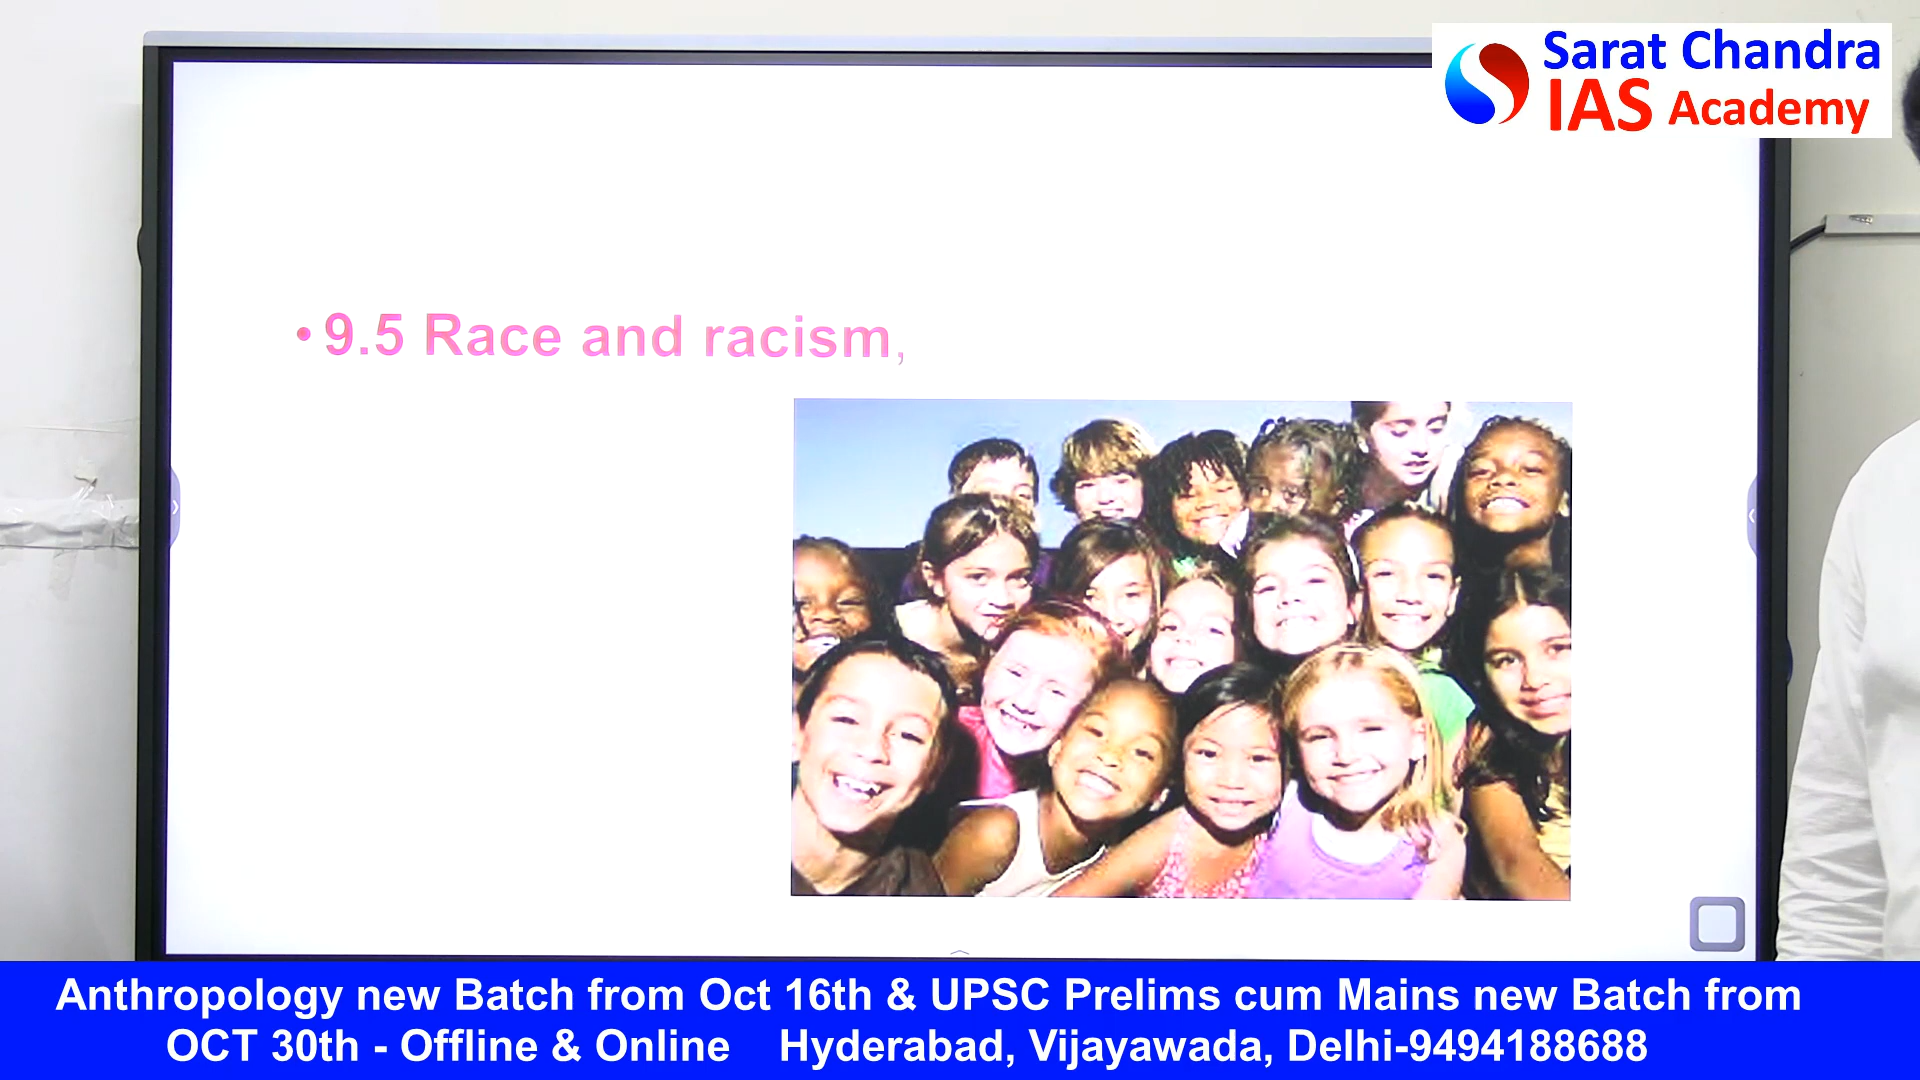 Sarat Chandra
IAS Academy
• 9.5 Race and racism,
Anthropology new Batch from Oct 16th & UPSC Prelims cum Mains new Batch from
OCT 30th - Offline & Online Hyderabad, Vijayawada, Delhi-9494188688